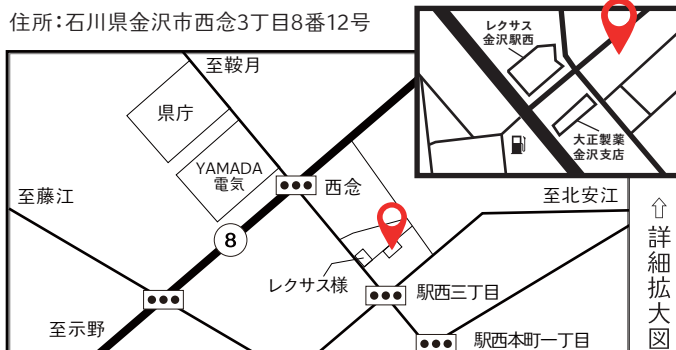 住所：石川県金沢市西念3丁目8番12号
レクサス
金沢駅西
大正製薬
金沢支店
至鞍月
県庁
YAMADA
電気
西念
至藤江
至北安江
8
レクサス様
駅西三丁目
至示野
駅西本町一丁目
⇧詳細拡大図